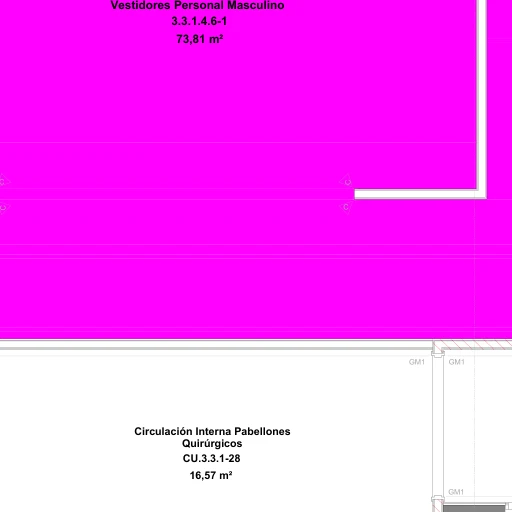 Vestidores Personal Masculino
3.3.1.4.6-1
73,81 m²
GM1
GM1
Circulación Interna Pabellones
Quirúrgicos
CU.3.3.1-28
16,57 m²
GM1